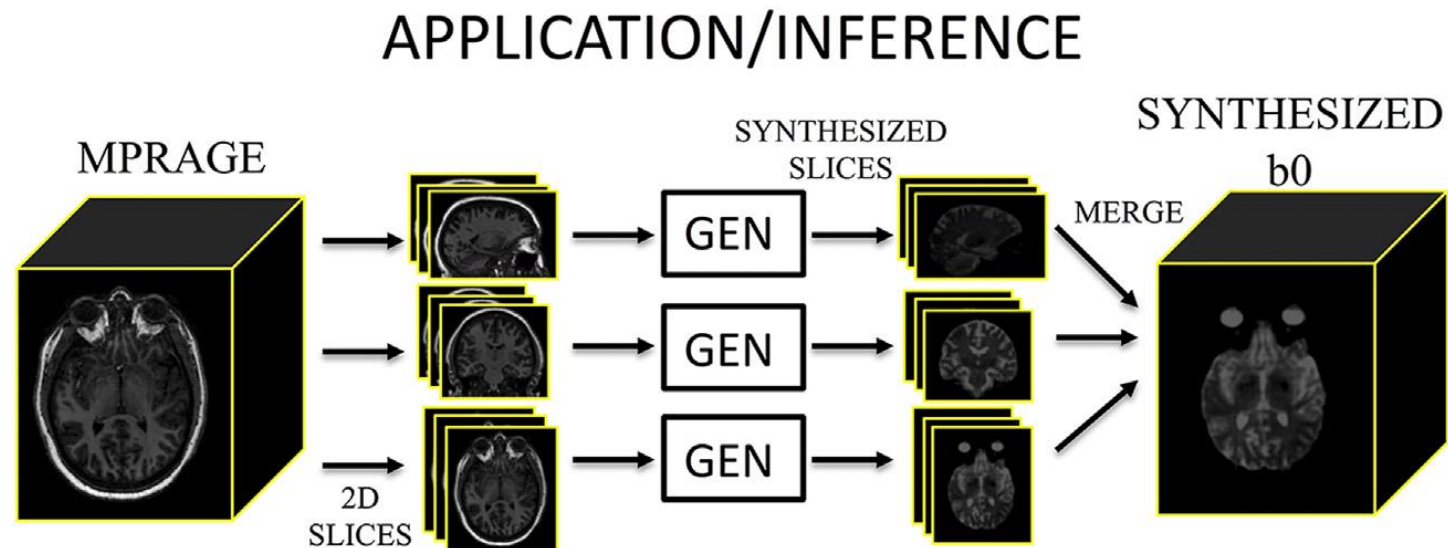 APPLICATION/INFERENCE
MPRAGE
2D
SLICES
GEN
GEN
GEN
SYNTHESIZED
SLICES
MERGE
SYNTHESIZED
b0